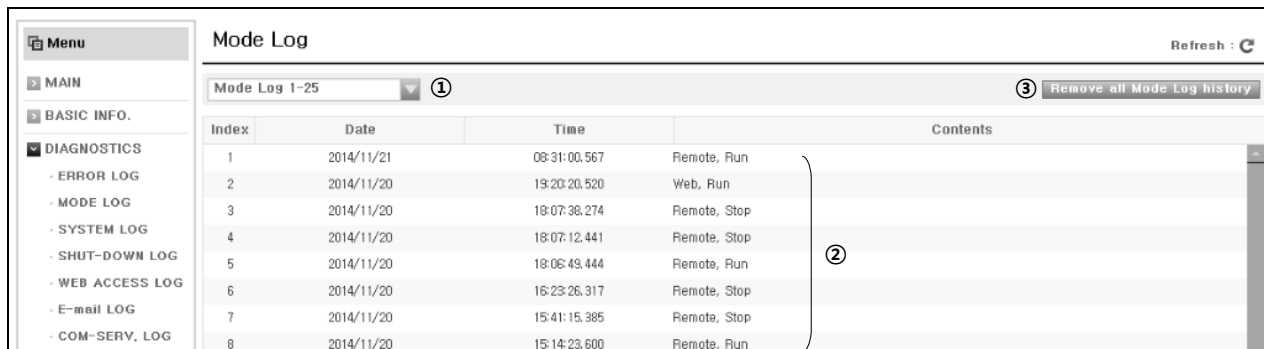 Menu
Mode Log
Refresh :
MAIN
Mode Log 1-25 ①
③ Remove all Mode Log history
BASIC INFO.
Index Date Time Contents
DIAGNOSTICS
1 2014/11/21 08:31:00.567 Remote, Run
ERROR LOG
2 2014/11/20 19:20:20.520 Web, Run
MODE LOG
3 2014/11/20 18:07:38.274 Remote, Stop
SYSTEM LOG
4 2014/11/20 18:07:12.441 Remote, Stop
SHUT-DOWN LOG
5 2014/11/20 18:06:49.444 Remote, Run
②
WEB ACCESS LOG
6 2014/11/20 16:23:26.317 Remote, Stop
E-mail LOG
7 2014/11/20 15:41:15.385 Remote, Stop
COM-SERV. LOG
8 2014/11/20 15:14:23.600 Remote, Run